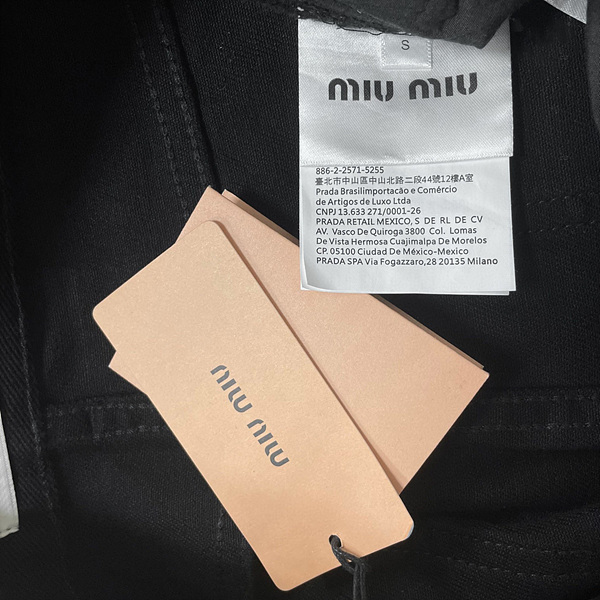 S
miu miu
886-2-2571-5255
臺北市中山區中山北路二段44號12樓A室
Prada Brasilimportacão e Comércio
de Artigos de Luxo Ltda
CNPJ 13.633 271/0001-26
PRADA RETAIL MEXICO, S DE RL DE CV
AV. Vasco De Quiroga 3800 Col. Lomas
De Vista Hermosa Cuajimalpa De Morelos
CP. 05100 Ciudad De México-Mexico
PRADA SPA Via Fogazzaro,28 20135 Milano
miu miu